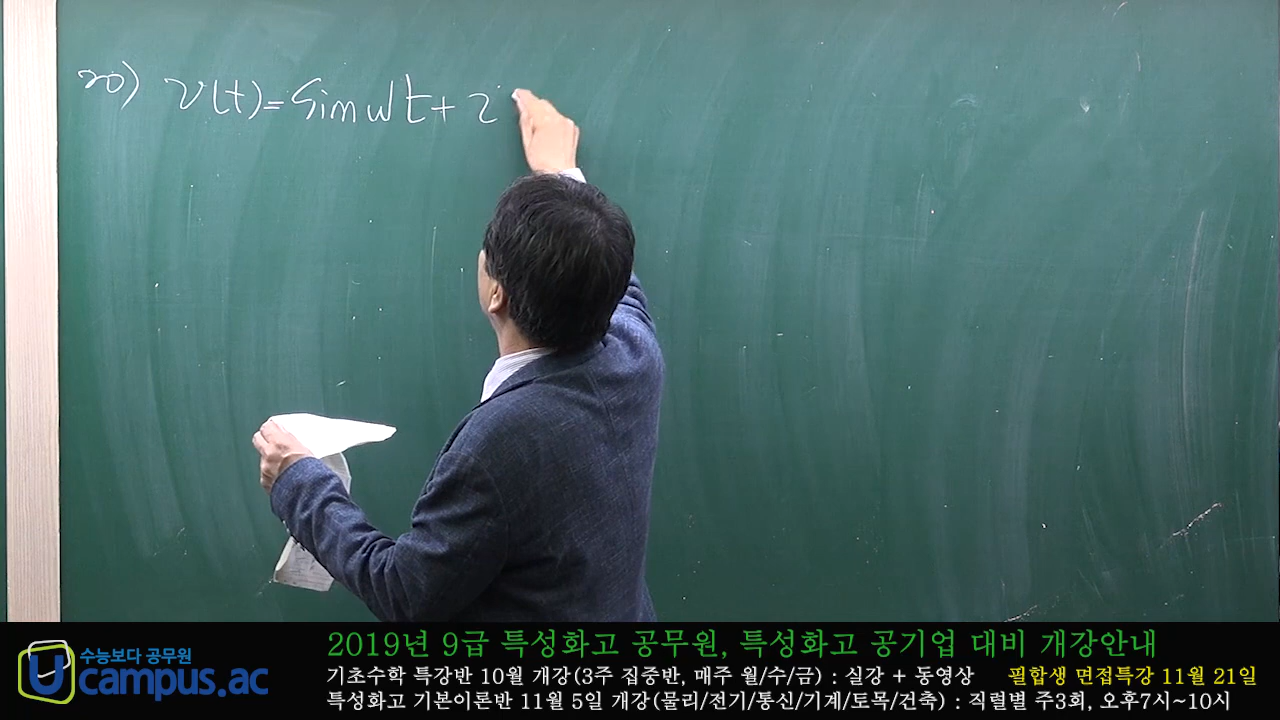 20) v(t)= sin wt + 2
2019년 9급 특성화고 공무원, 특성화고 공기업 대비 개강안내
수능보다 공무원
Ucampus.ac
기초수학 특강반 10월 개강(3주 집중반, 매주 월/수/금) : 실강 + 동영상 필합생 면접특강 11월 21일
특성화고 기본이론반 11월 5일 개강(물리/전기/통신/기계/토목/건축) : 직렬별 주3회, 오후7시~10시